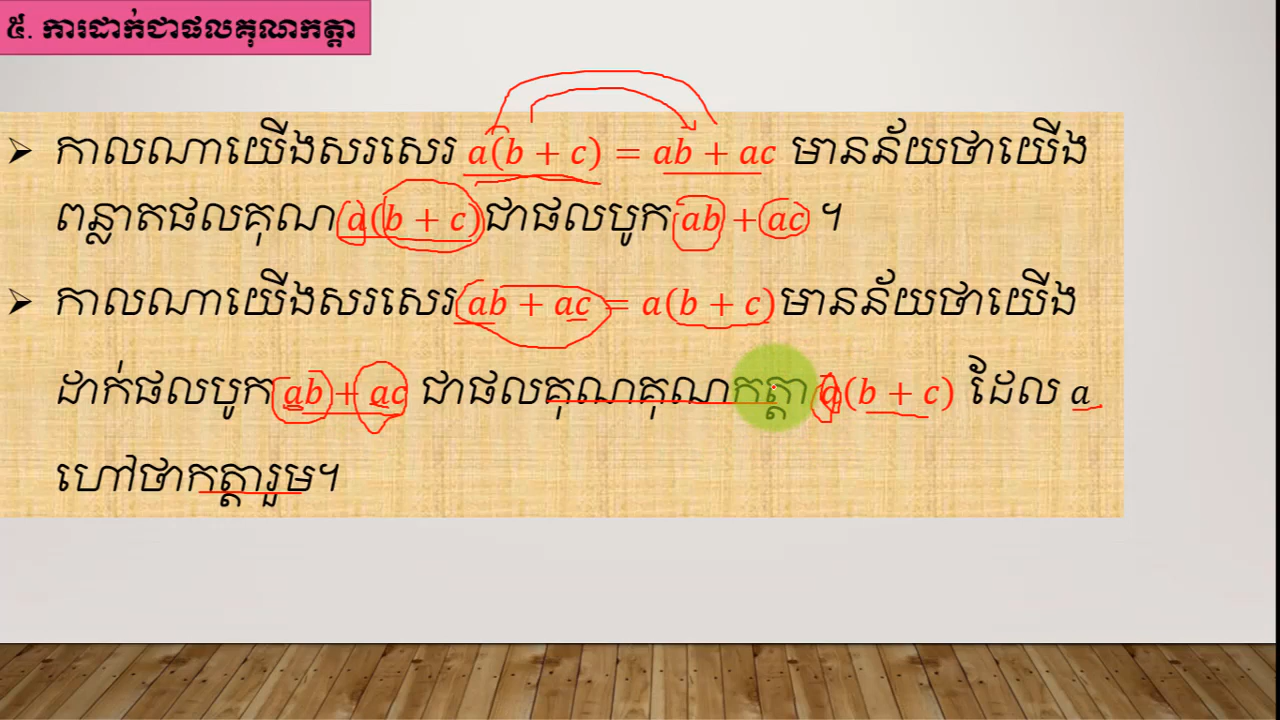 ៥. ការដាក់ជាផលគុណកត្តា
➢ កាលណាយើងសរសេរ a(b + c) = ab + ac មានន័យថាយើង
ពន្លាតផលគុណ a(b + c) ជាផលបូក ab + ac ។
➢ កាលណាយើងសរសេរ ab + ac = a(b + c) មានន័យថាយើង
ដាក់ផលបូក ab + ac ជាផលគុណគុណកត្តា a(b + c) ដែល a
ហៅថាកត្តារួម។